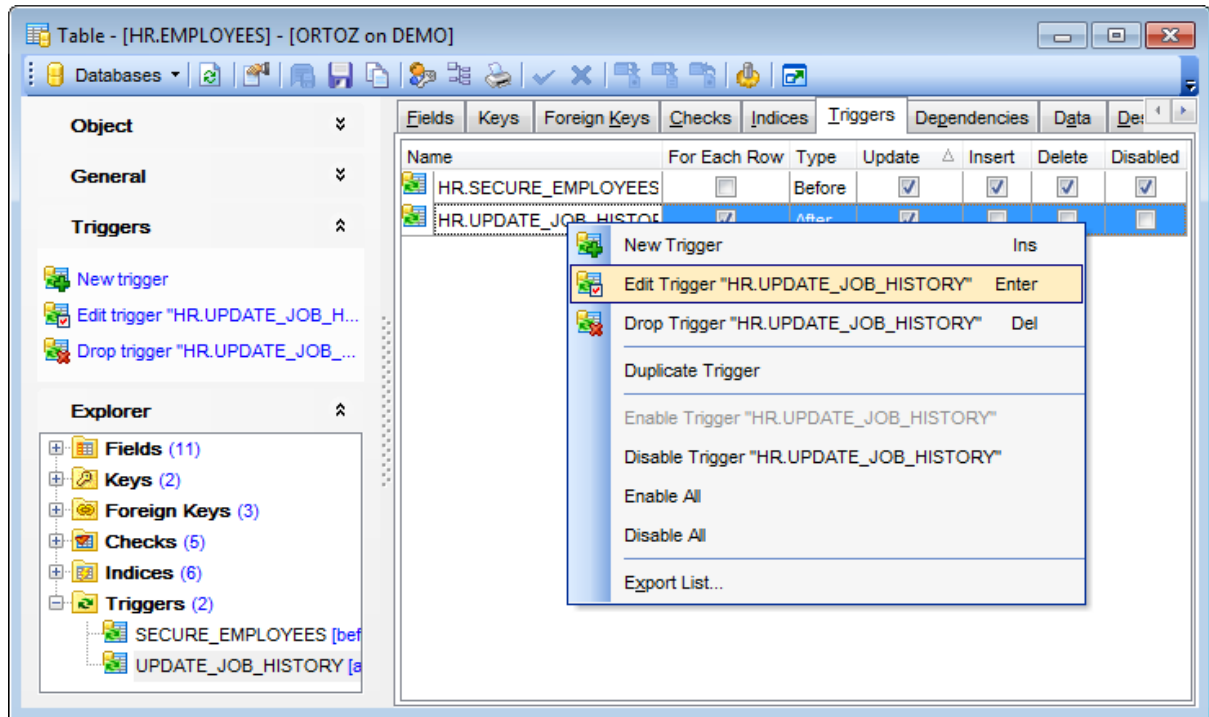 Table - [HR.EMPLOYEES] - [ORTOZ on DEMO]
Databases
Object
General
Triggers
New trigger
Edit trigger "HR.UPDATE_JOB_H...
Drop trigger "HR.UPDATE_JOB_...
Explorer
Fields (11)
Keys (2)
Foreign Keys (3)
Checks (5)
Indices (6)
Triggers (2)
SECURE_EMPLOYEES [bef
UPDATE_JOB_HISTORY [a
Fields Keys Foreign Keys Checks Indices Triggers Dependencies Data Des
Name For Each Row Type Update Insert Delete Disabled
HR.SECURE_EMPLOYEES Before
HR.UPDATE_JOB_HISTOR After
New Trigger Ins
Edit Trigger "HR.UPDATE_JOB_HISTORY" Enter
Drop Trigger "HR.UPDATE_JOB_HISTORY" Del
Duplicate Trigger
Enable Trigger "HR.UPDATE_JOB_HISTORY"
Disable Trigger "HR.UPDATE_JOB_HISTORY"
Enable All
Disable All
Export List...